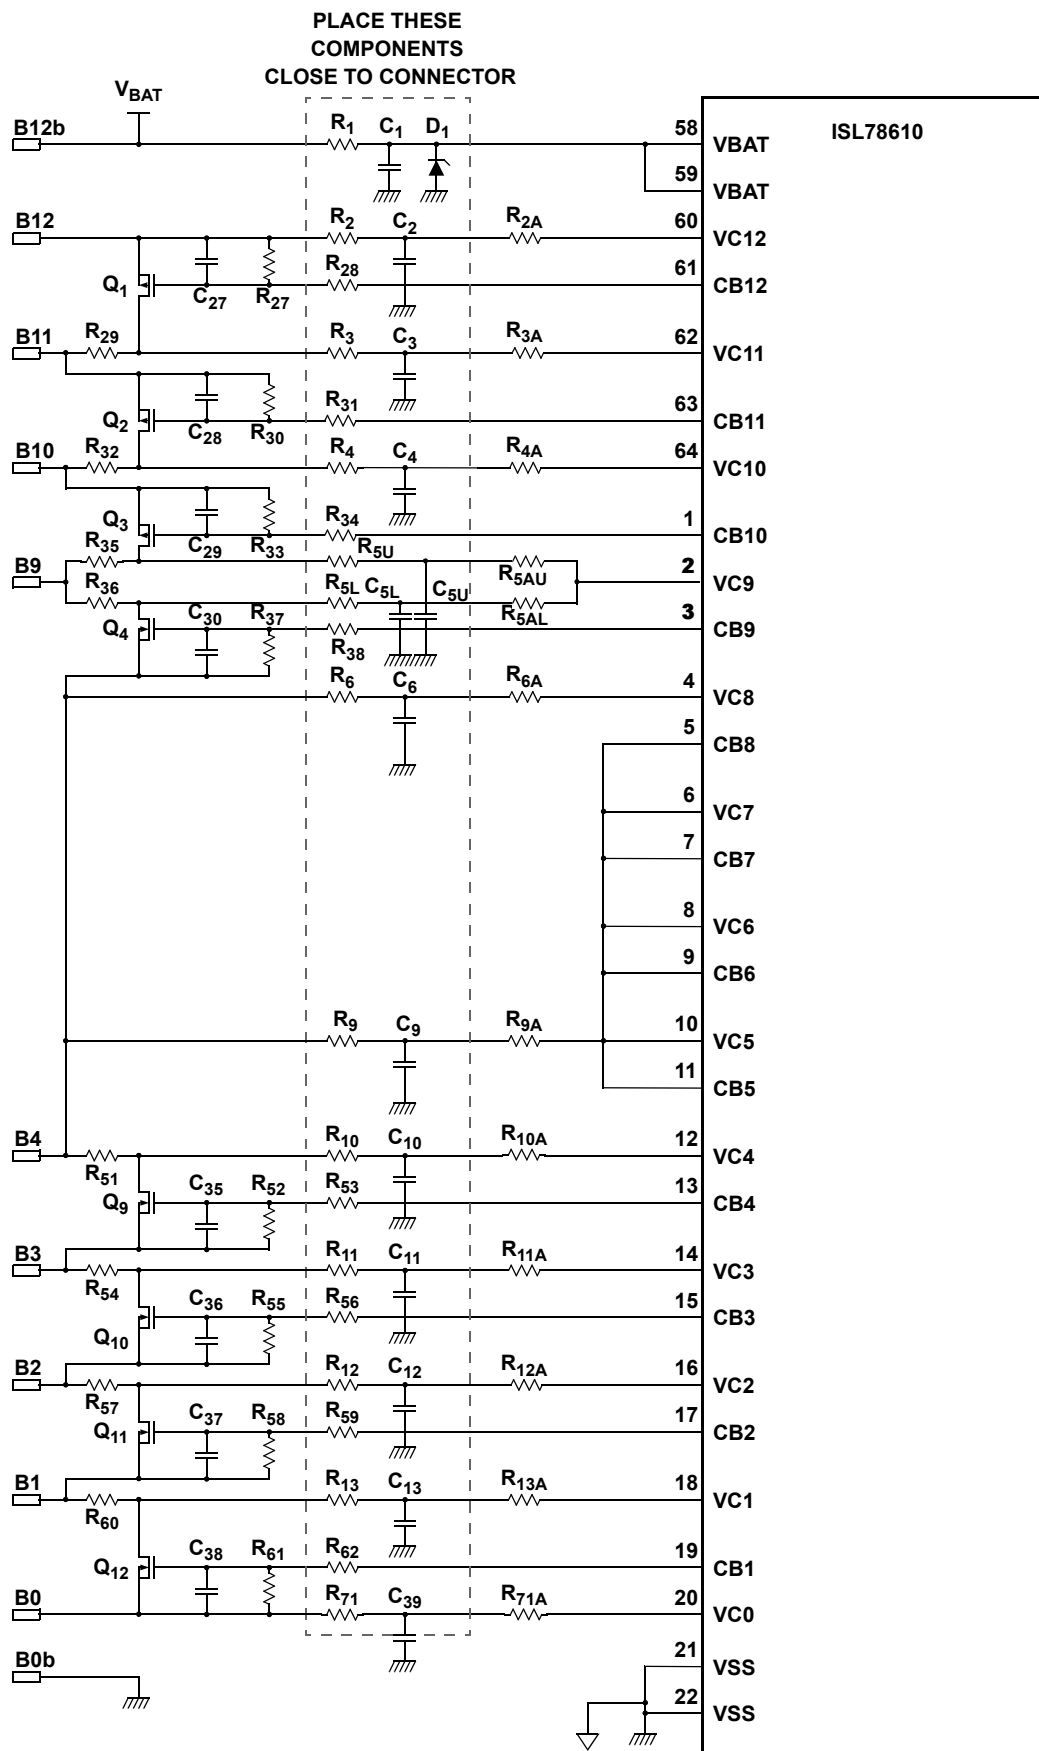 PLACE THESE
COMPONENTS
CLOSE TO CONNECTOR
VBAT
B12b
R1 C1 D1
58 VBAT
ISL78610
59 VBAT
B12
R2 C2 R2A
60 VC12
Q1 C27 R27 R28
61 CB12
B11 R29
R3 C3 R3A
62 VC11
Q2 C28 R30 R31
63 CB11
B10 R32
R4 C4 R4A
64 VC10
Q3 C29 R33 R34
1 CB10
R35 R5U R5AU
B9
2 VC9
R36 R5L C5L C5U R5AL
Q4 C30 R37 R38
3 CB9
R6 C6 R6A
4 VC8
5 CB8
6 VC7
7 CB7
8 VC6
9 CB6
R9 C9 R9A
10 VC5
11 CB5
B4 R51
R10 C10 R10A
12 VC4
Q9 C35 R52 R53
13 CB4
B3 R54
R11 C11 R11A
14 VC3
Q10 C36 R55 R56
15 CB3
B2 R57
R12 C12 R12A
16 VC2
Q11 C37 R58 R59
17 CB2
B1 R60
R13 C13 R13A
18 VC1
Q12 C38 R61 R62
19 CB1
B0
R71 C39 R71A
20 VC0
B0b
21 VSS
22 VSS